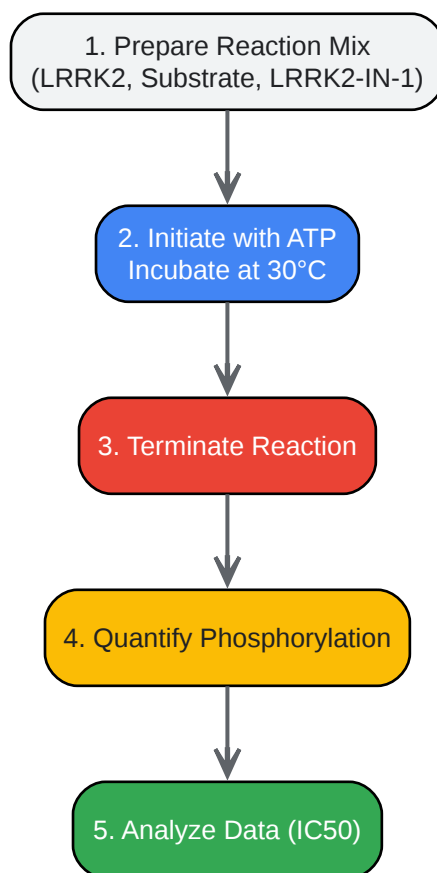 1. Prepare Reaction Mix
(LRRK2, Substrate, LRRK2-IN-1)
2. Initiate with ATP
Incubate at 30°C
3. Terminate Reaction
4. Quantify Phosphorylation
5. Analyze Data (IC50)